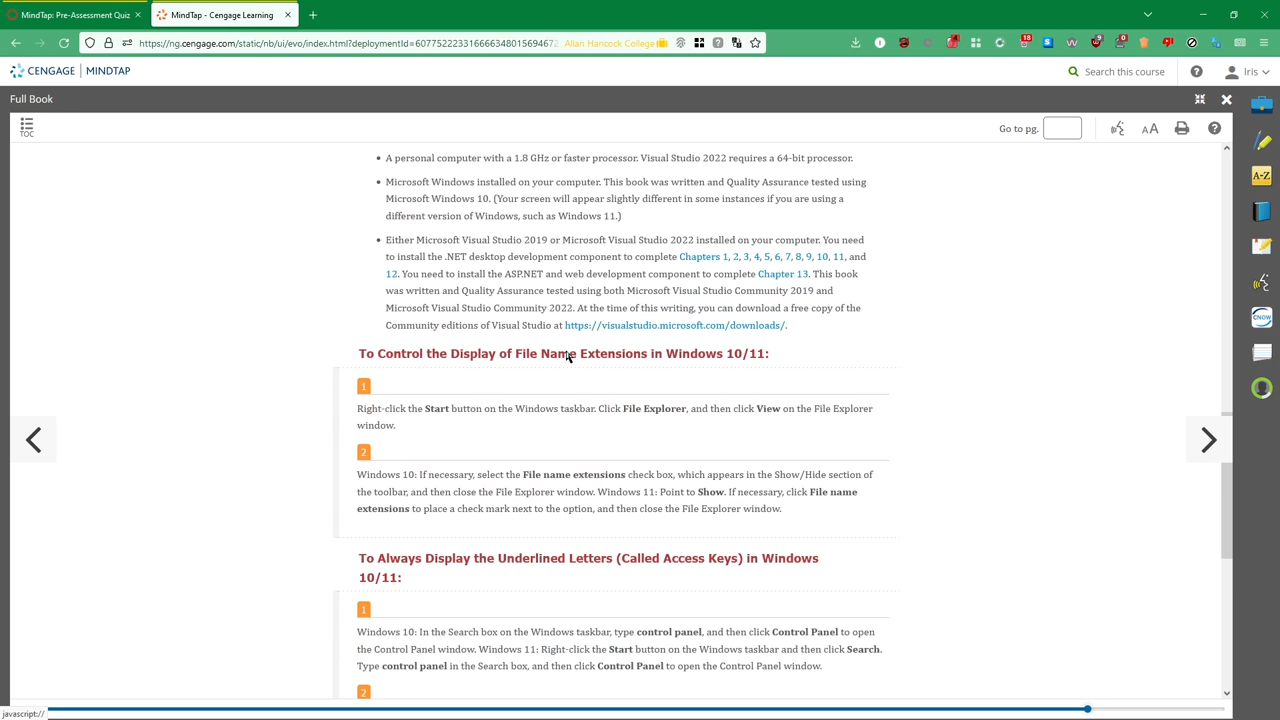 MindTap: Pre-Assessment Quiz
MindTap - Cengage Learning
https://ng.cengage.com/static/nb/ui/evo/index.html?deploymentId=6077522233166663480156946
Allan Hancock College
18
9
0
CENGAGE MINDTAP
Search this course
Iris
Full Book
TOC
Go to pg.
AA
A-Z
CNOW
• A personal computer with a 1.8 GHz or faster processor. Visual Studio 2022 requires a 64-bit processor.
• Microsoft Windows installed on your computer. This book was written and Quality Assurance tested using
Microsoft Windows 10. (Your screen will appear slightly different in some instances if you are using a
different version of Windows, such as Windows 11.)
• Either Microsoft Visual Studio 2019 or Microsoft Visual Studio 2022 installed on your computer. You need
to install the .NET desktop development component to complete Chapters 1, 2, 3, 4, 5, 6, 7, 8, 9, 10, 11, and
12. You need to install the ASP.NET and web development component to complete Chapter 13. This book
was written and Quality Assurance tested using both Microsoft Visual Studio Community 2019 and
Microsoft Visual Studio Community 2022. At the time of this writing, you can download a free copy of the
Community editions of Visual Studio at https://visualstudio.microsoft.com/downloads/.
To Control the Display of File Name Extensions in Windows 10/11:
1
Right-click the Start button on the Windows taskbar. Click File Explorer, and then click View on the File Explorer
window.
2
Windows 10: If necessary, select the File name extensions check box, which appears in the Show/Hide section of
the toolbar, and then close the File Explorer window. Windows 11: Point to Show. If necessary, click File name
extensions to place a check mark next to the option, and then close the File Explorer window.
To Always Display the Underlined Letters (Called Access Keys) in Windows
10/11:
1
Windows 10: In the Search box on the Windows taskbar, type control panel, and then click Control Panel to open
the Control Panel window. Windows 11: Right-click the Start button on the Windows taskbar and then click Search.
Type control panel in the Search box, and then click Control Panel to open the Control Panel window.
2
javascript://